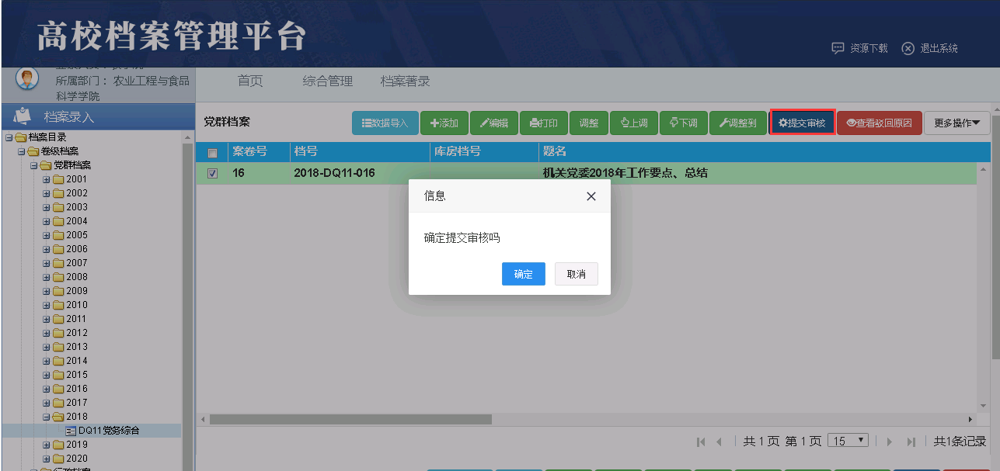 高校档案管理平台
资源下载 退出系统
所属部门： 农业工程与食品
科学学院
首页 综合管理 档案著录
档案录入
党群档案
数据导入 添加 编辑 打印 调整 上调 下调 调整到 提交审核 查看驳回原因 更多操作
案卷号 档号 库房档号 题名
16 2018-DQ11-016 机关党委2018年工作要点、总结
档案目录
卷级档案
党群档案
2001
2002
2003
2004
2005
2006
2007
2008
2009
2010
2011
2012
2013
2014
2015
2016
2017
2018
DQ11党务综合
2019
2020
信息
确定提交审核吗
确定 取消
共 1 页 第 1 页 15 共1条记录